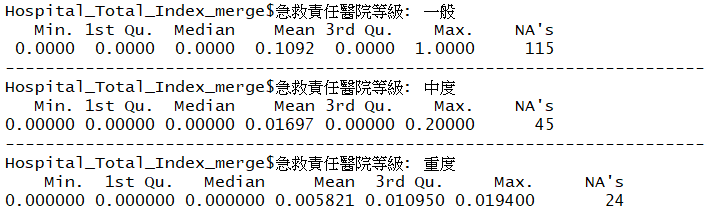 Hospital_Total_Index_merge$急救責任醫院等級: 一般
Min. 1st Qu. Median Mean 3rd Qu. Max. NA's
0.0000 0.0000 0.0000 0.1092 0.0000 1.0000 115
------------------------------------------------------------------------
Hospital_Total_Index_merge$急救責任醫院等級: 中度
Min. 1st Qu. Median Mean 3rd Qu. Max. NA's
0.00000 0.00000 0.00000 0.01697 0.00000 0.20000 45
------------------------------------------------------------------------
Hospital_Total_Index_merge$急救責任醫院等級: 重度
Min. 1st Qu. Median Mean 3rd Qu. Max. NA's
0.000000 0.000000 0.000000 0.005821 0.010950 0.019400 24